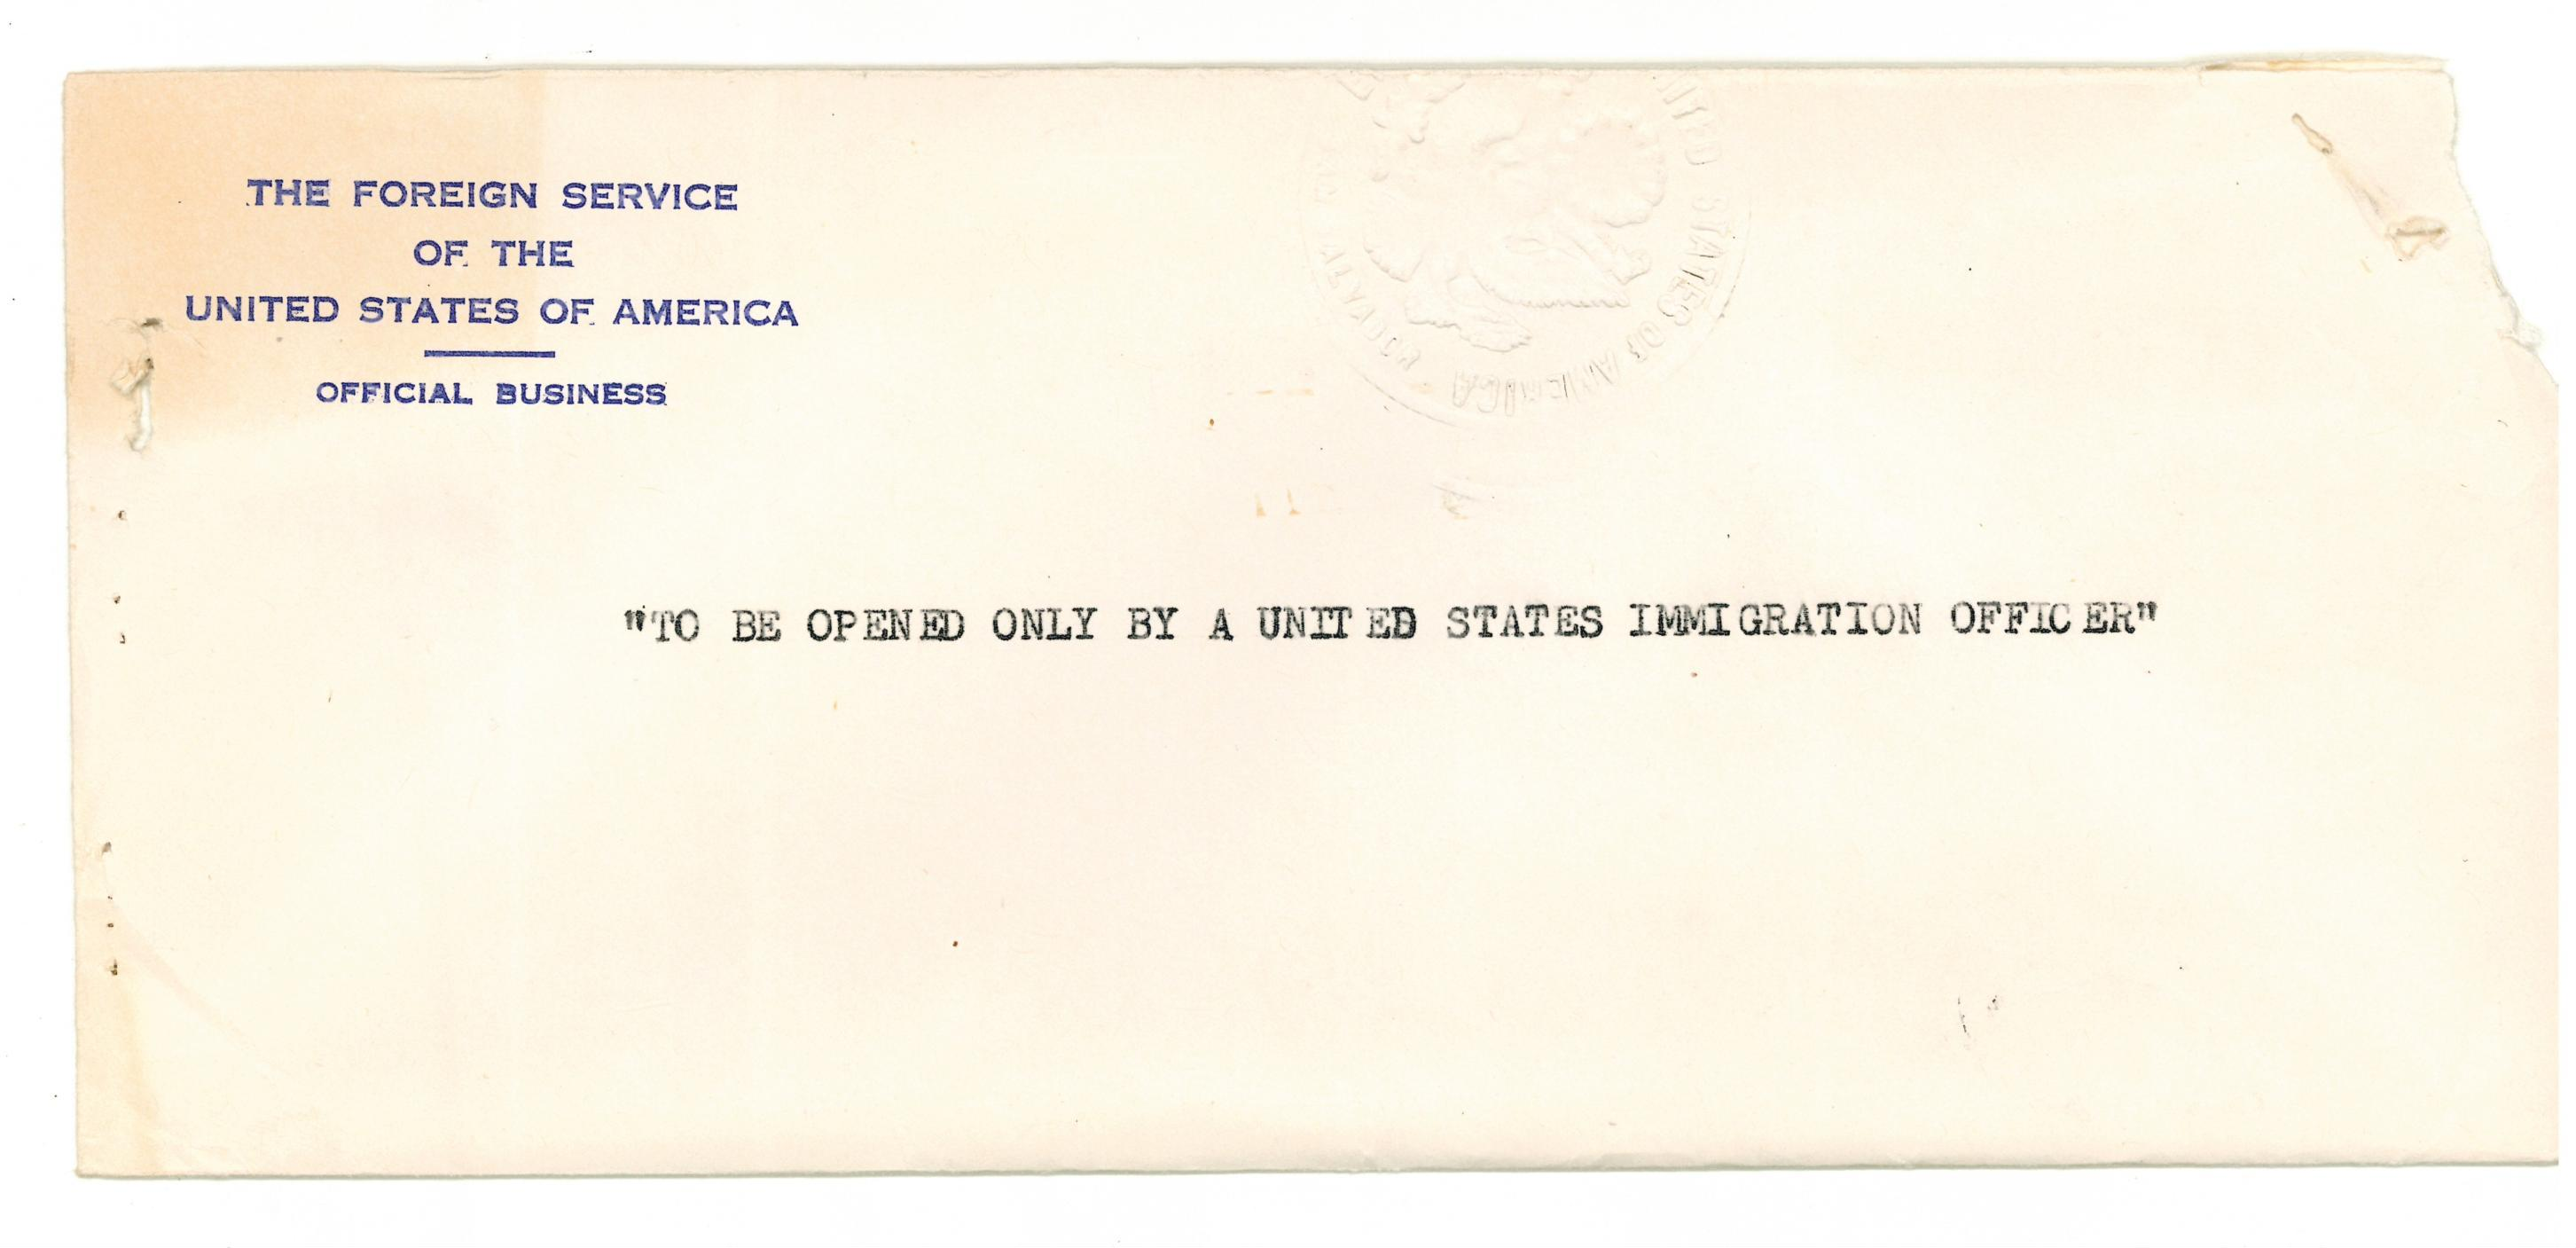 THE FOREIGN SERVICE
OF THE
UNITED STATES OF AMERICA
OFFICIAL BUSINESS
UNITED STATES OF AMERICA
"TO BE OPENED ONLY BY A UNITED STATES IMMIGRATION OFFICER"